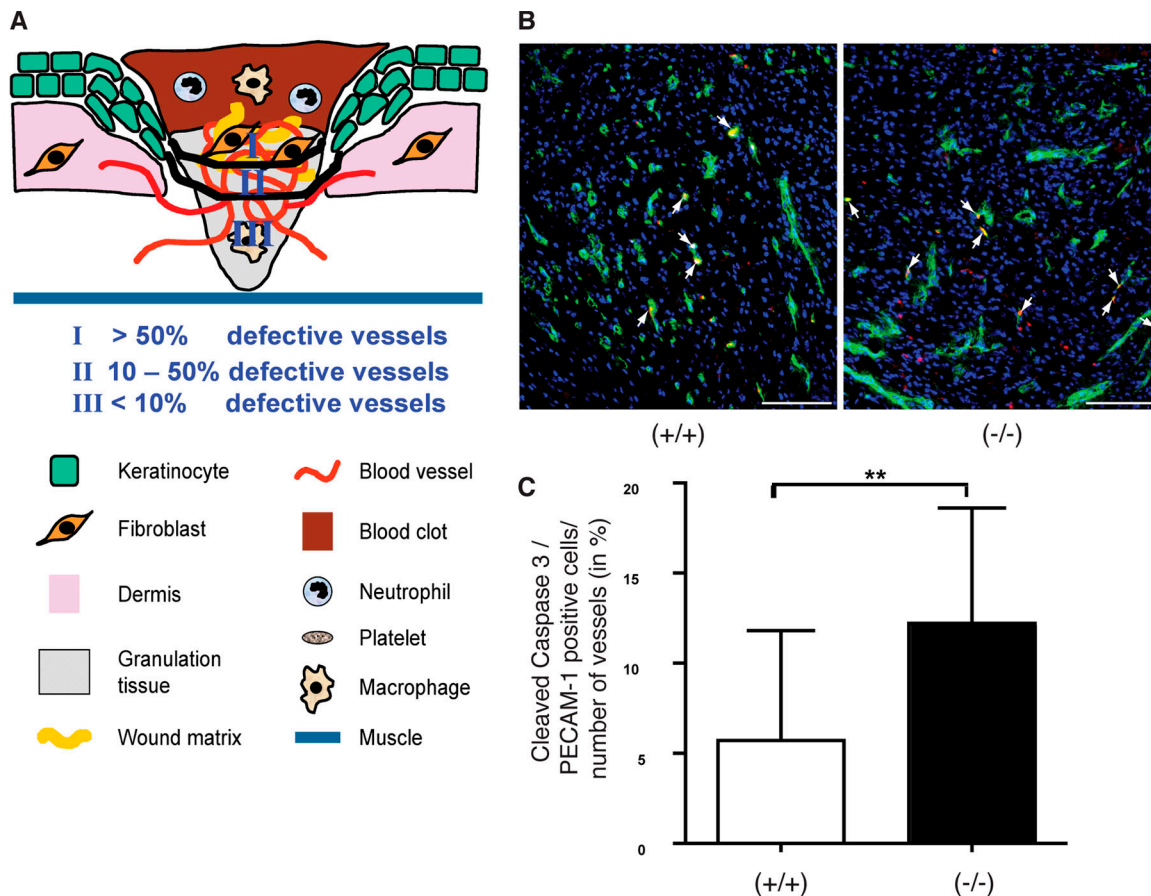 A
I
II
III
I > 50% defective vessels
II 10 – 50% defective vessels
III < 10% defective vessels
Keratinocyte
Fibroblast
Dermis
Granulation
tissue
Wound matrix
Blood vessel
Blood clot
Neutrophil
Platelet
Macrophage
Muscle
B
(+/+)
(-/-)
C
Cleaved Caspase 3 /
PECAM-1 positive cells/
number of vessels (in %)
20
15
10
5
0
**
(+/+)
(-/-)